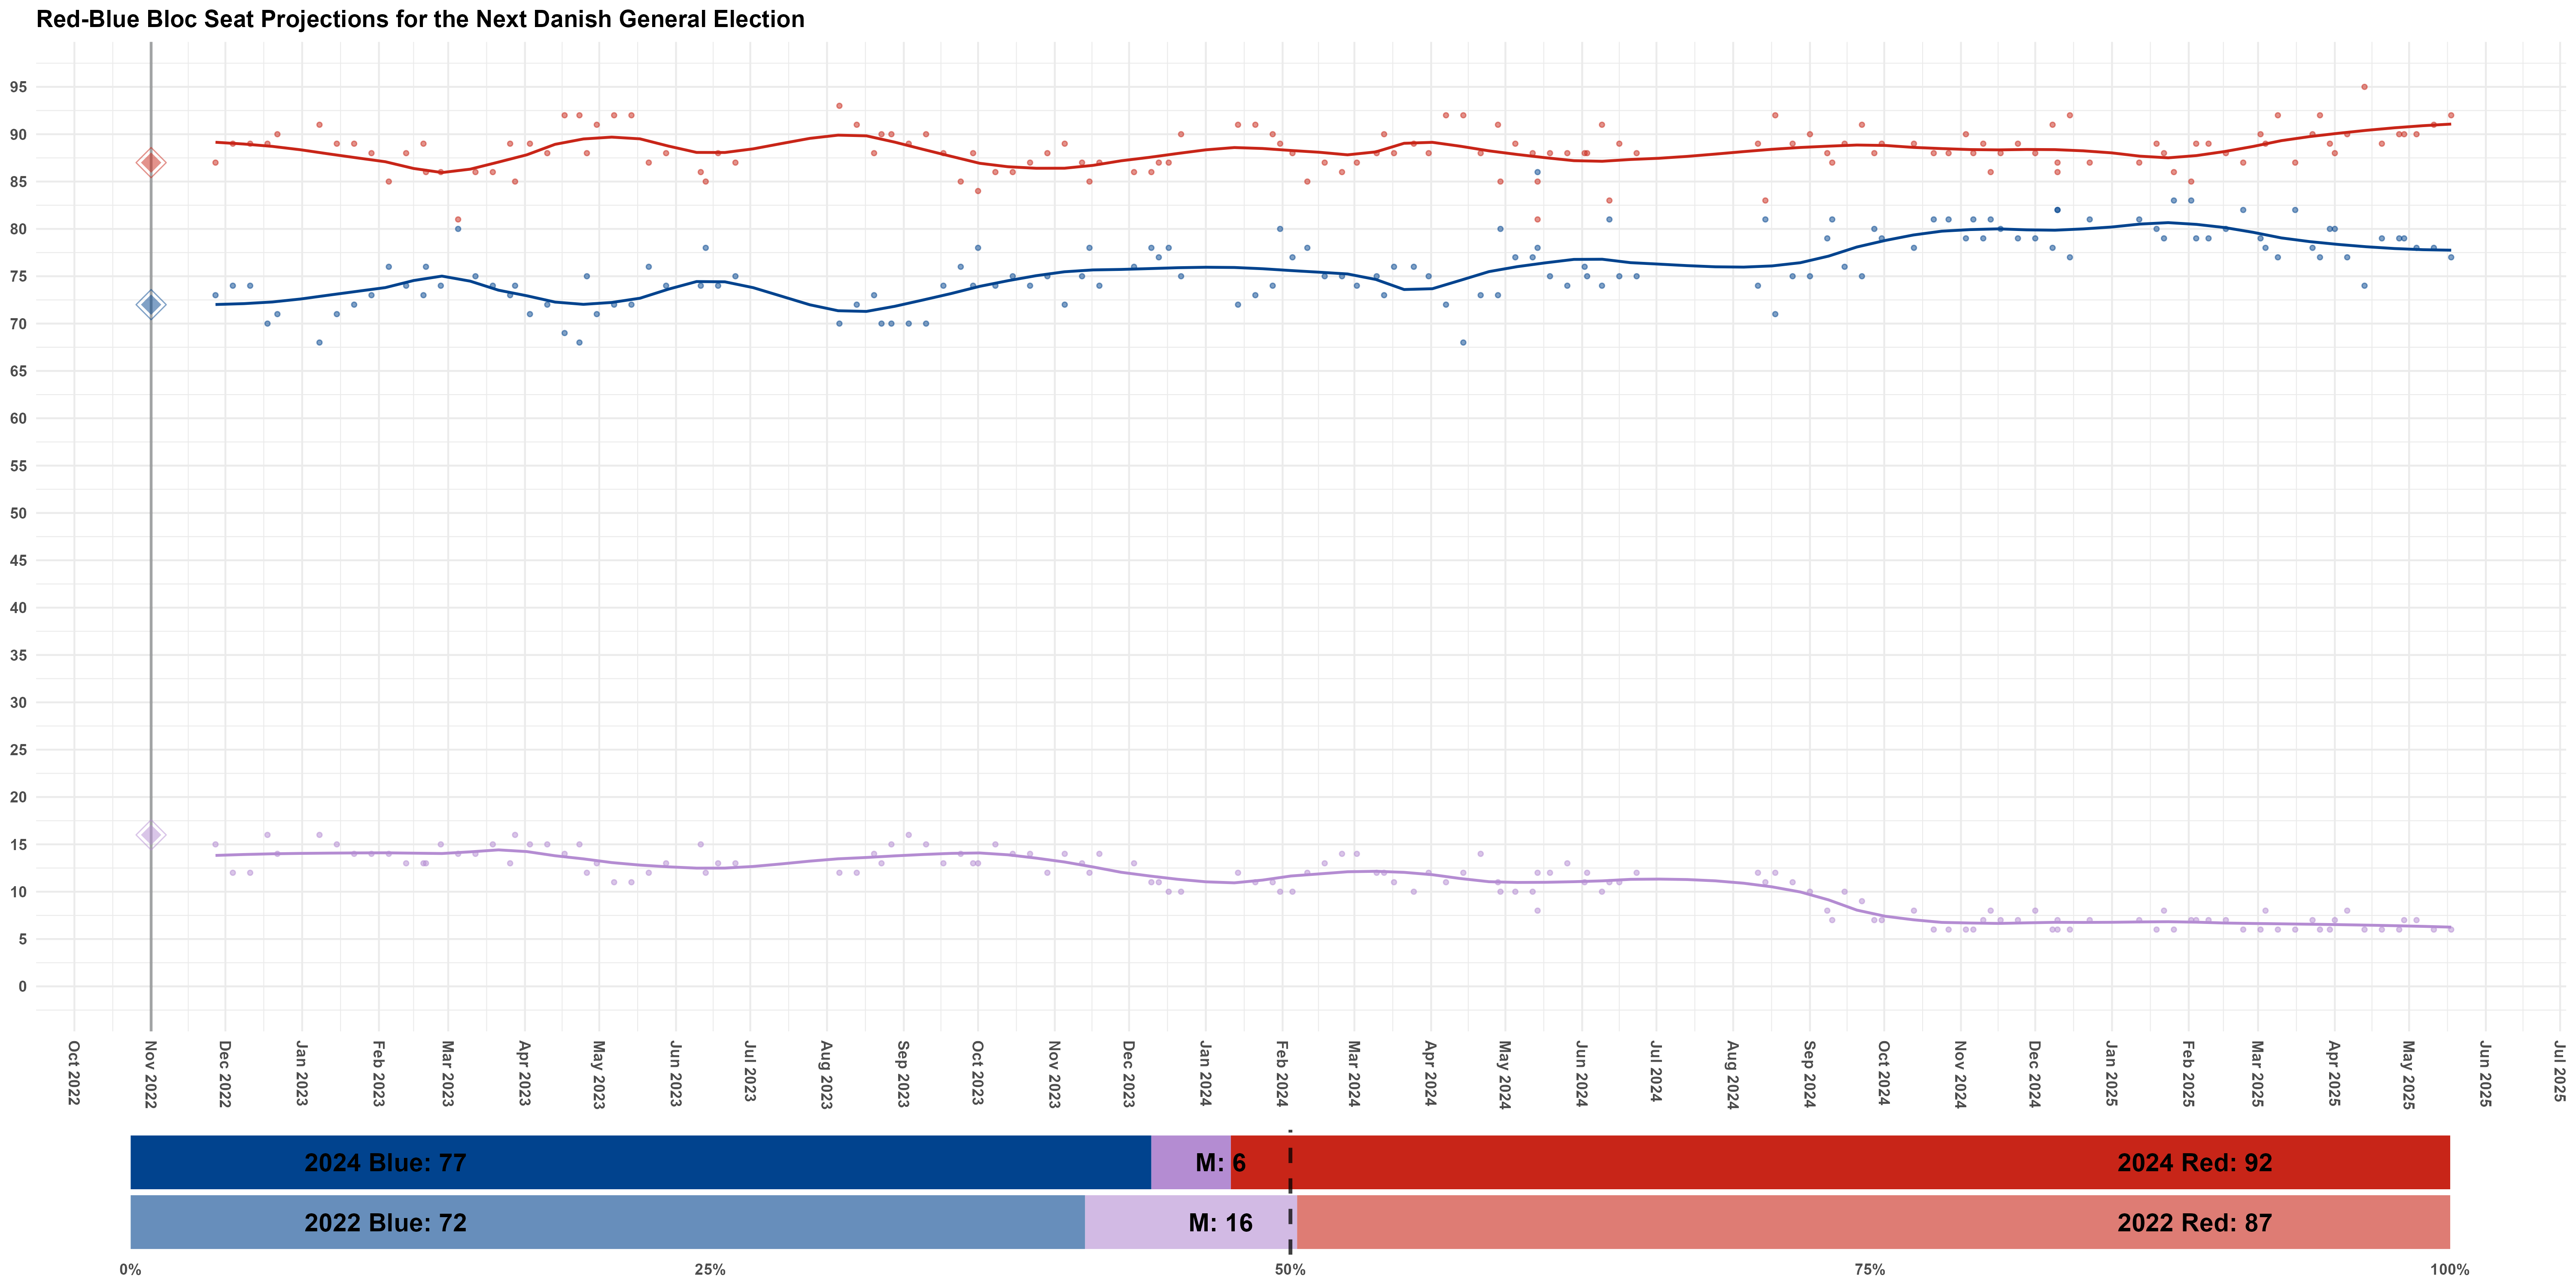 Red-Blue Bloc Seat Projections for the Next Danish General Election
95
90
85
80
75
70
65
60
55
50
45
40
35
30
25
20
15
10
5
0
Oct 2022
Nov 2022
Dec 2022
Jan 2023
Feb 2023
Mar 2023
Apr 2023
May 2023
Jun 2023
Jul 2023
Aug 2023
Sep 2023
Oct 2023
Nov 2023
Dec 2023
Jan 2024
Feb 2024
Mar 2024
Apr 2024
May 2024
Jun 2024
Jul 2024
Aug 2024
Sep 2024
Oct 2024
Nov 2024
Dec 2024
Jan 2025
Feb 2025
Mar 2025
Apr 2025
May 2025
Jun 2025
Jul 2025
2024 Blue: 77 M: 6 2024 Red: 92
2022 Blue: 72 M: 16 2022 Red: 87
0% 25% 50% 75% 100%